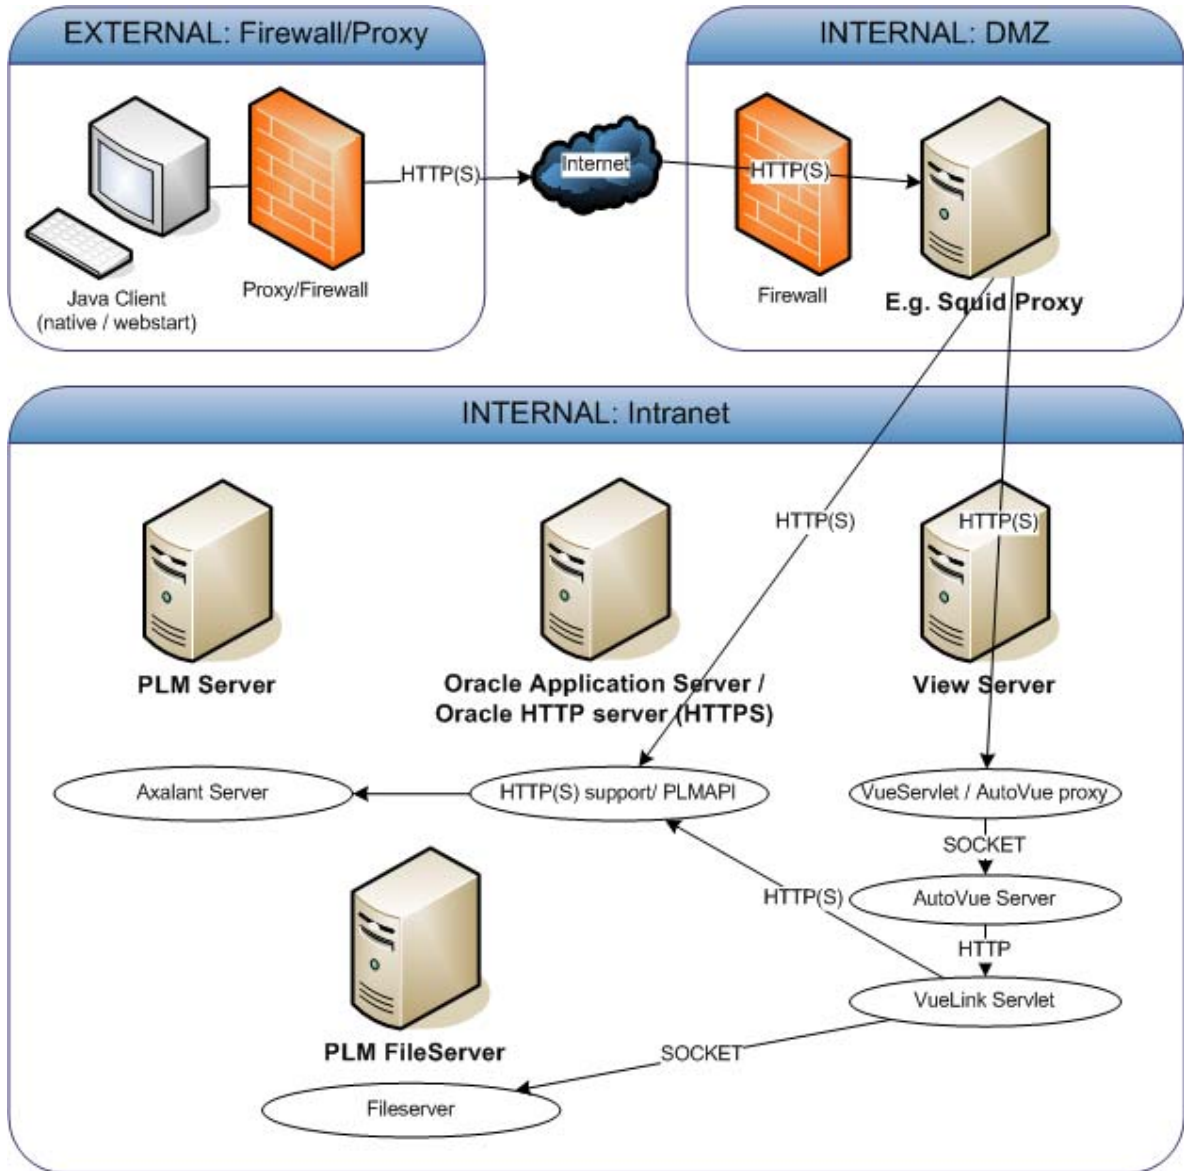 EXTERNAL: Firewall/Proxy
INTERNAL: DMZ
HTTP(S)
Internet
HTTP(S)
Java Client
(native / webstart)
Proxy/Firewall
Firewall
E.g. Squid Proxy
INTERNAL: Intranet
HTTP(S)
HTTP(S)
PLM Server
Oracle Application Server /
Oracle HTTP server (HTTPS)
View Server
Axalant Server
HTTP(S) support/ PLMAPI
VueServlet / AutoVue proxy
SOCKET
HTTP(S)
AutoVue Server
HTTP
VueLink Servlet
PLM FileServer
SOCKET
Fileserver